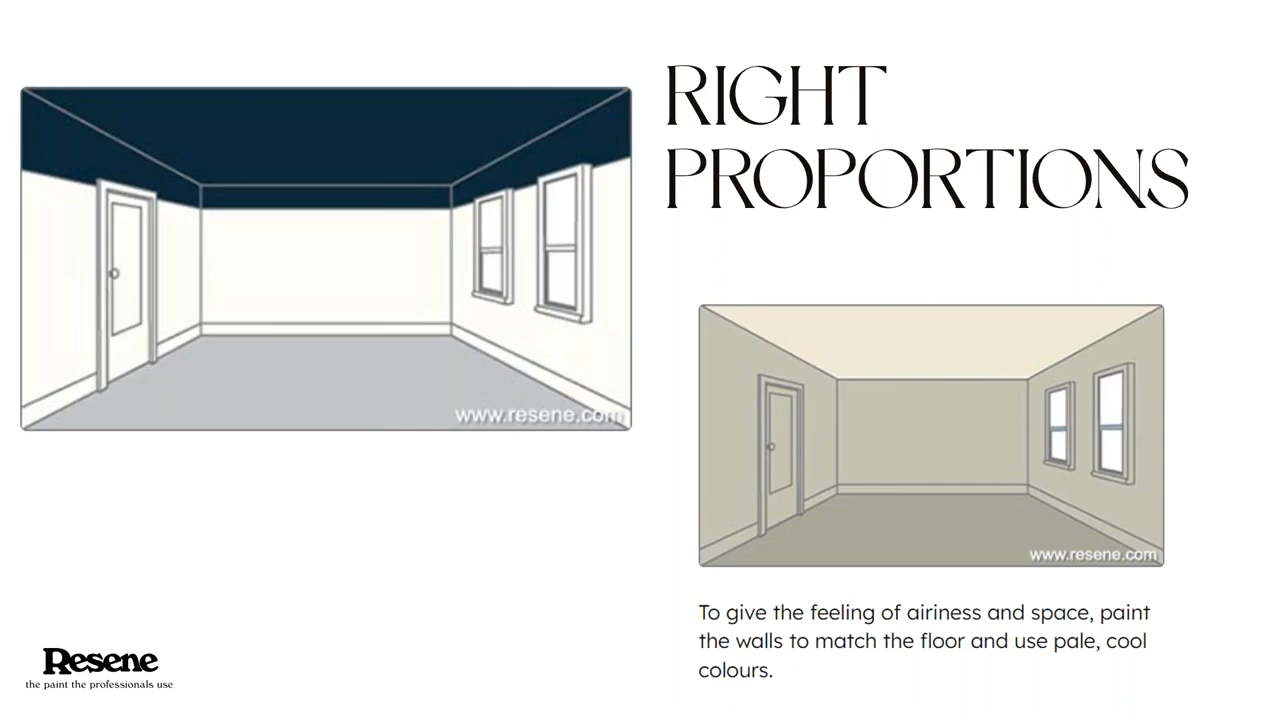 RIGHT
PROPORTIONS
www.resene.com
www.resene.com
To give the feeling of airiness and space, paint
the walls to match the floor and use pale, cool
colours.
Resene
the paint the professionals use